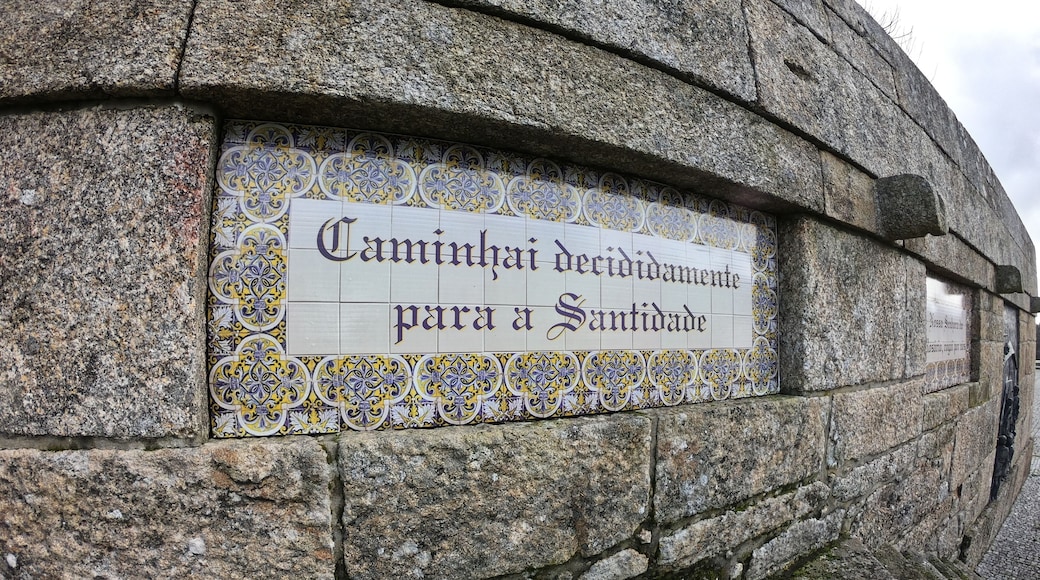 Caminhai decididamente
para a Santidade